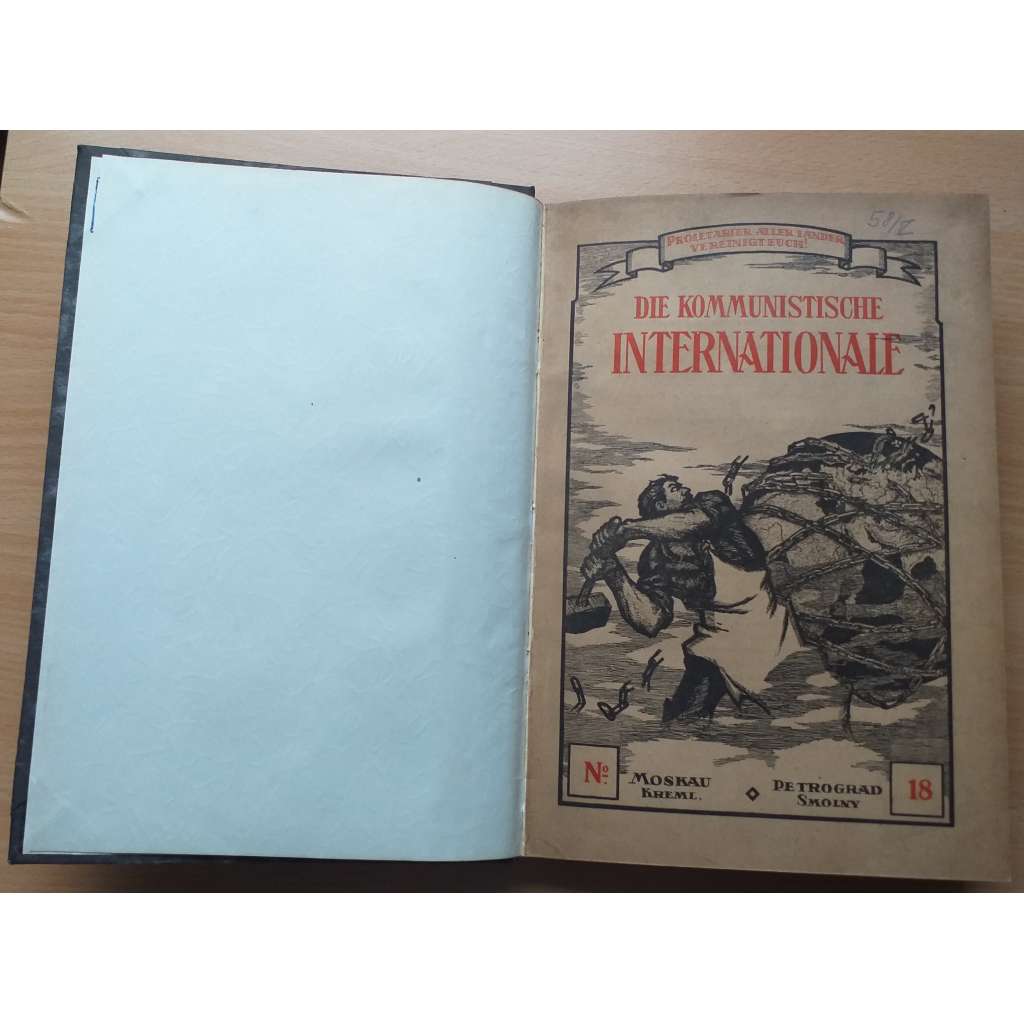 58/I
PROLETARIER ALLER LÄNDER
VEREINIGT EUCH!
DIE KOMMUNISTISCHE
INTERNATIONALE
No
MOSKAU
KREML.
PETROGRAD
SMOLNY
18